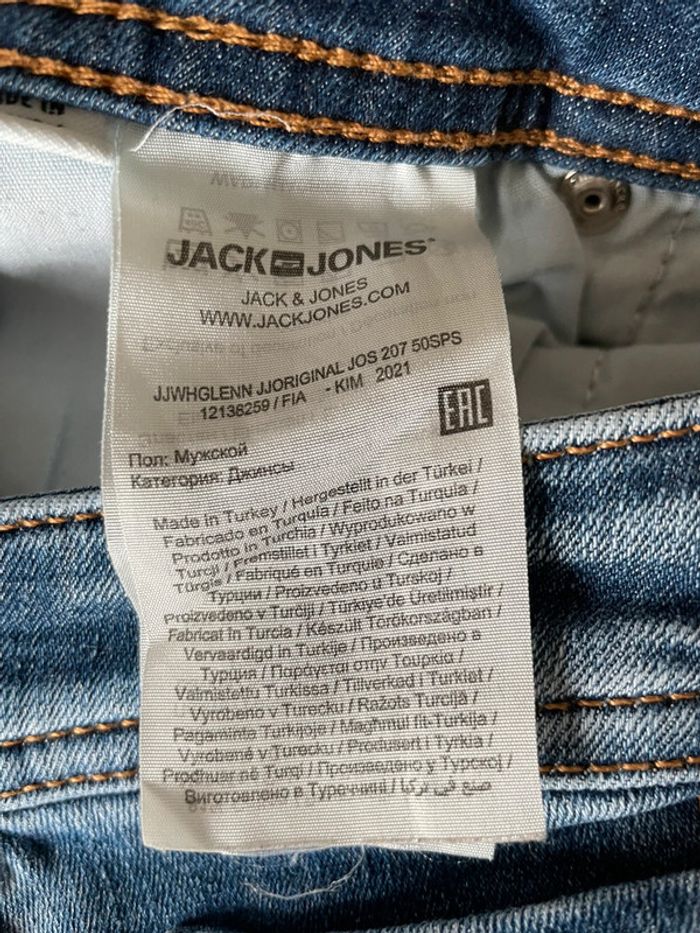 JACK JONES
JACK & JONES
WWW.JACKJONES.COM
JJWHGLENN JJORIGINAL JOS 207 50SPS
12138259 / FIA - KIM 2021
EAC
Пол: Мужской
Категория: Джинсы
Made in Turkey / Hergestellt in der Türkei /
Fabricado en Turquía / Feito na Turquia /
Prodotto in Turchia / Wyprodukowano w
Turcji / Fremstillet i Tyrkiet / Valmistatud
Türgis / Fabriqué en Turquie / Сделано в
Турции / Proizvedeno u Turskoj /
Proizvedeno v Turčiji / Türkiye'de Üretilmiştir /
Fabricat în Turcia / Készült Törökországban /
Vervaardigd in Turkije / Произведено в
Турция / Παράγεται στην Τουρκία /
Valmistettu Turkissa / Tillverkad i Turkiet /
Vyrobeno v Turecku / Ražots Turcijā /
Pagaminta Turkijoje / Magħmul fit-Turkija /
Vyrobené v Turecku / Produsert i Tyrkia /
Prodhuar në Turqi / Произведено у Турској /
Виготовлено в Туреччині / صنع في تركيا